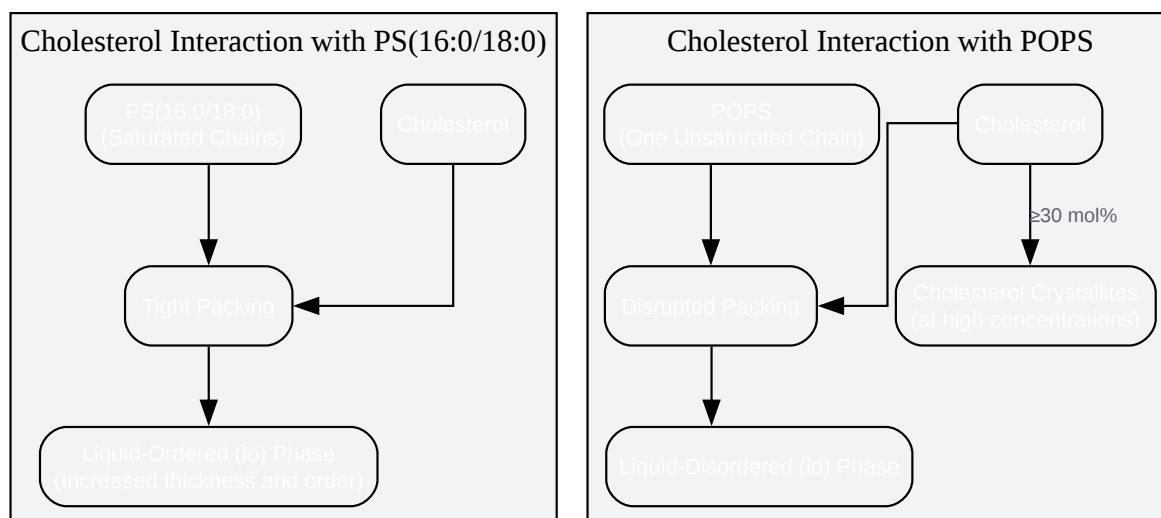 Cholesterol Interaction with PS(16:0/18:0)
PS(16:0/18:0)
(Saturated Chains)
Cholesterol
Tight Packing
Liquid-Ordered (lo) Phase
(Increased thickness and order)
Cholesterol Interaction with POPS
POPS
(One Unsaturated Chain)
Cholesterol
≥30 mol%
Disrupted Packing
Cholesterol Crystallites
(at high concentrations)
Liquid-Disordered (ld) Phase